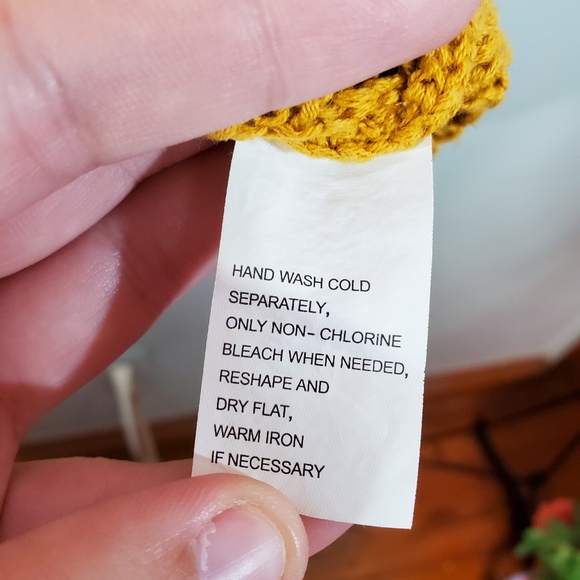 HAND WASH COLD
SEPARATELY,
ONLY NON-CHLORINE
BLEACH WHEN NEEDED,
RESHAPE AND
DRY FLAT,
WARM IRON
IF NECESSARY